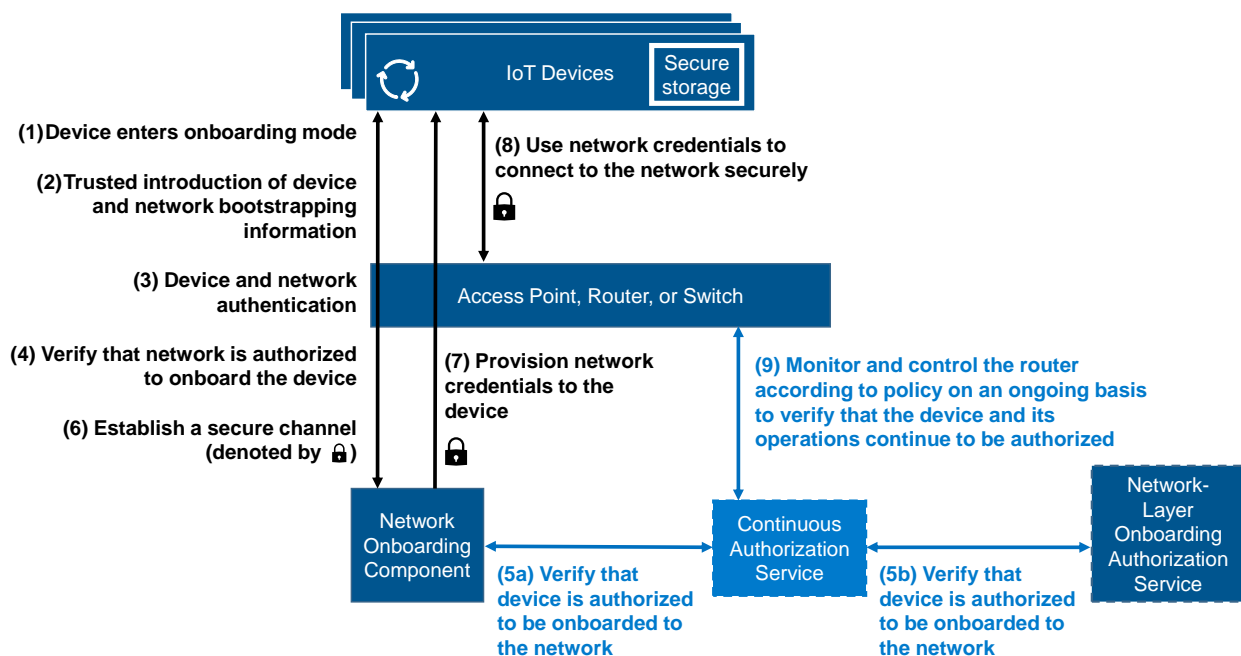 IoT Devices
Secure
storage
(1)Device enters onboarding mode
(2)Trusted introduction of device
and network bootstrapping
information
(3) Device and network
authentication
(4) Verify that network is authorized
to onboard the device
(6) Establish a secure channel
(denoted by )
(8) Use network credentials to
connect to the network securely
Access Point, Router, or Switch
(7) Provision network
credentials to the
device
(9) Monitor and control the router
according to policy on an ongoing basis
to verify that the device and its
operations continue to be authorized
Network
Onboarding
Component
(5a) Verify that
device is authorized
to be onboarded to
the network
Continuous
Authorization
Service
(5b) Verify that
device is authorized
to be onboarded to
the network
Network-
Layer
Onboarding
Authorization
Service